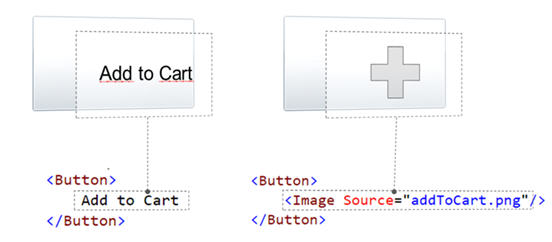 Add to Cart
<Button>
Add to Cart
</Button>
<Button>
<Image Source="addToCart.png"/>
</Button>